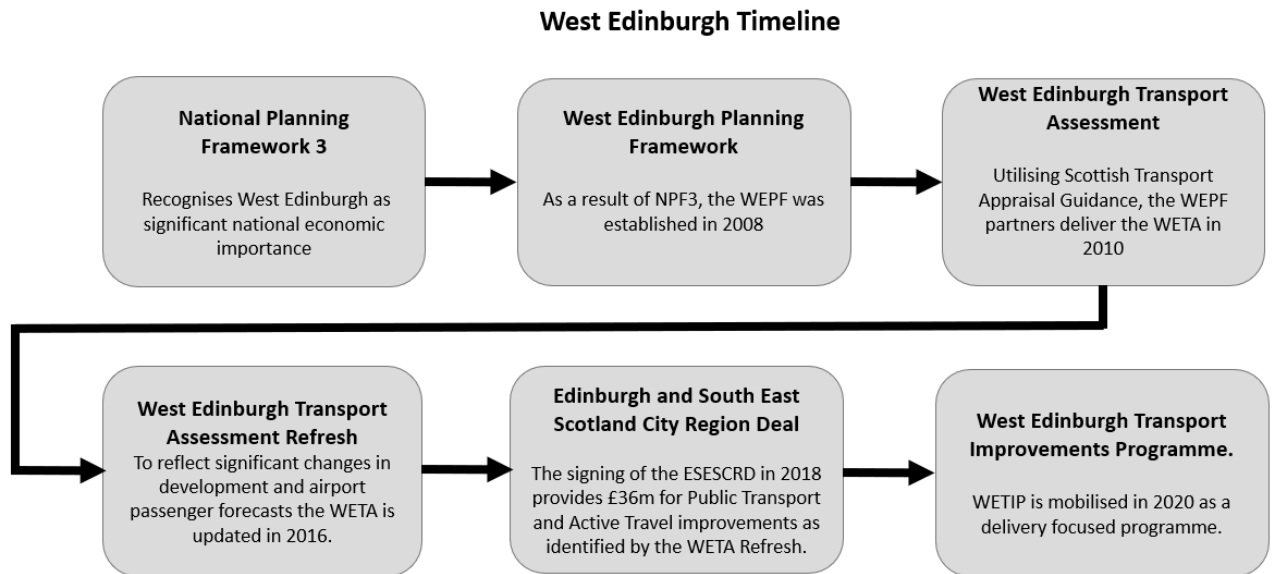 West Edinburgh Timeline
National Planning
Framework 3
Recognises West Edinburgh as
significant national economic
importance
West Edinburgh Planning
Framework
As a result of NPF3, the WEPF was
established in 2008
West Edinburgh Transport
Assessment
Utilising Scottish Transport
Appraisal Guidance, the WEPF
partners deliver the WETA in
2010
West Edinburgh Transport
Assessment Refresh
To reflect significant changes in
development and airport
passenger forecasts the WETA is
updated in 2016.
Edinburgh and South East
Scotland City Region Deal
The signing of the ESESCRD in 2018
provides £36m for Public Transport
and Active Travel improvements as
identified by the WETA Refresh.
West Edinburgh Transport
Improvements Programme.
WETIP is mobilised in 2020 as a
delivery focused programme.